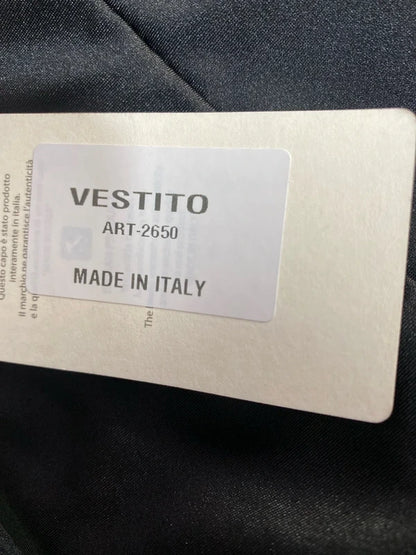 VESTITO
ART-2650
MADE IN ITALY
Questo capo è stato prodotto
interamente in italia.
Il marchio ne garantisce l'autenticità
e la q
The